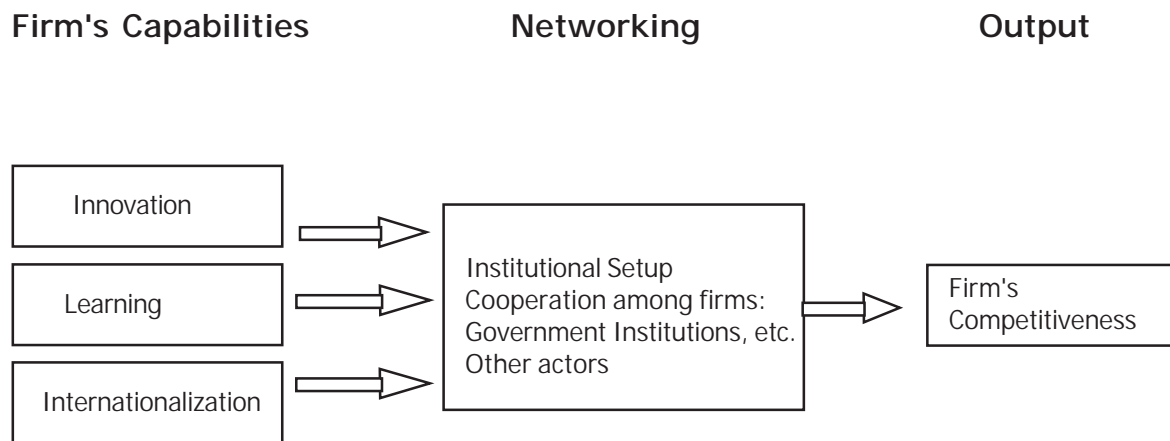 Firm's Capabilities
Networking
Output
Innovation
Learning
Internationalization
Institutional Setup
Cooperation among firms:
Government Institutions, etc.
Other actors
Firm's
Competitiveness